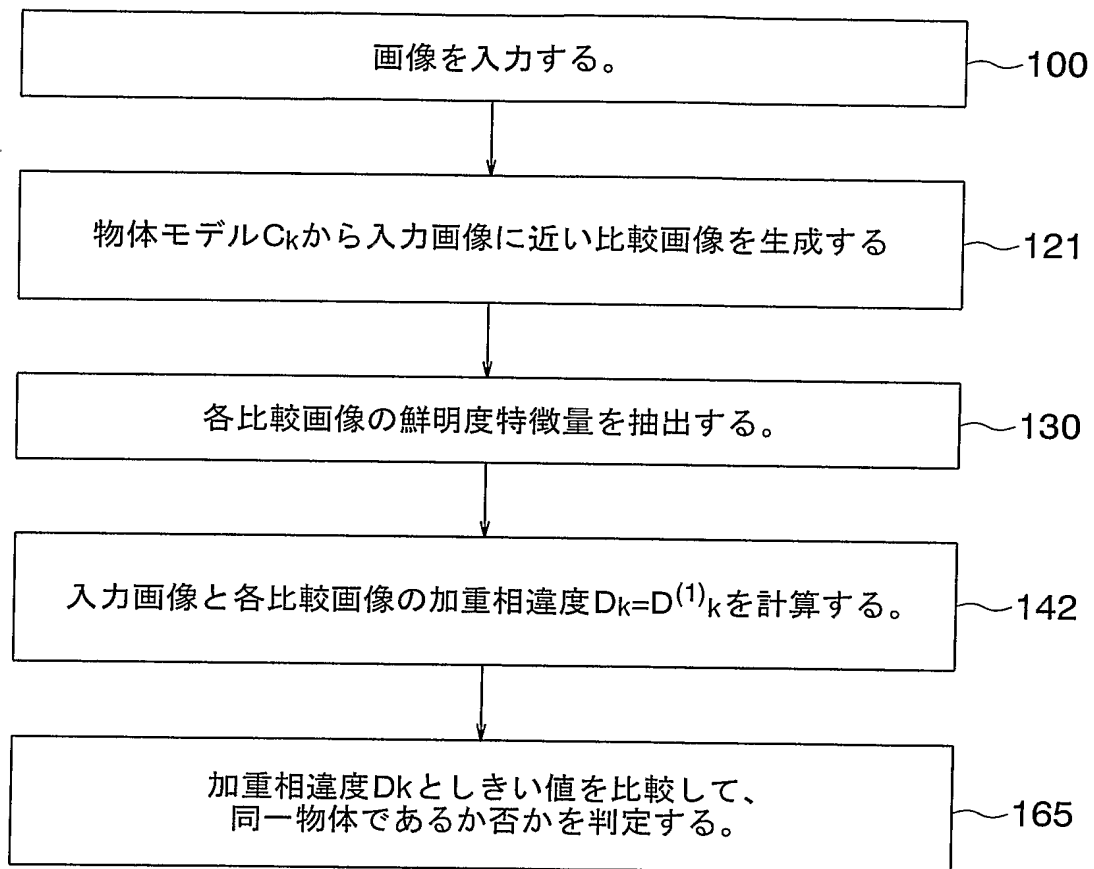 画像を入力する。
100
物体モデルCkから入力画像に近い比較画像を生成する
121
各比較画像の鮮明度特徴量を抽出する。
130
入力画像と各比較画像の加重相違度Dk=D(1)kを計算する。
142
加重相違度Dkとしきい値を比較して、
同一物体であるか否かを判定する。
165